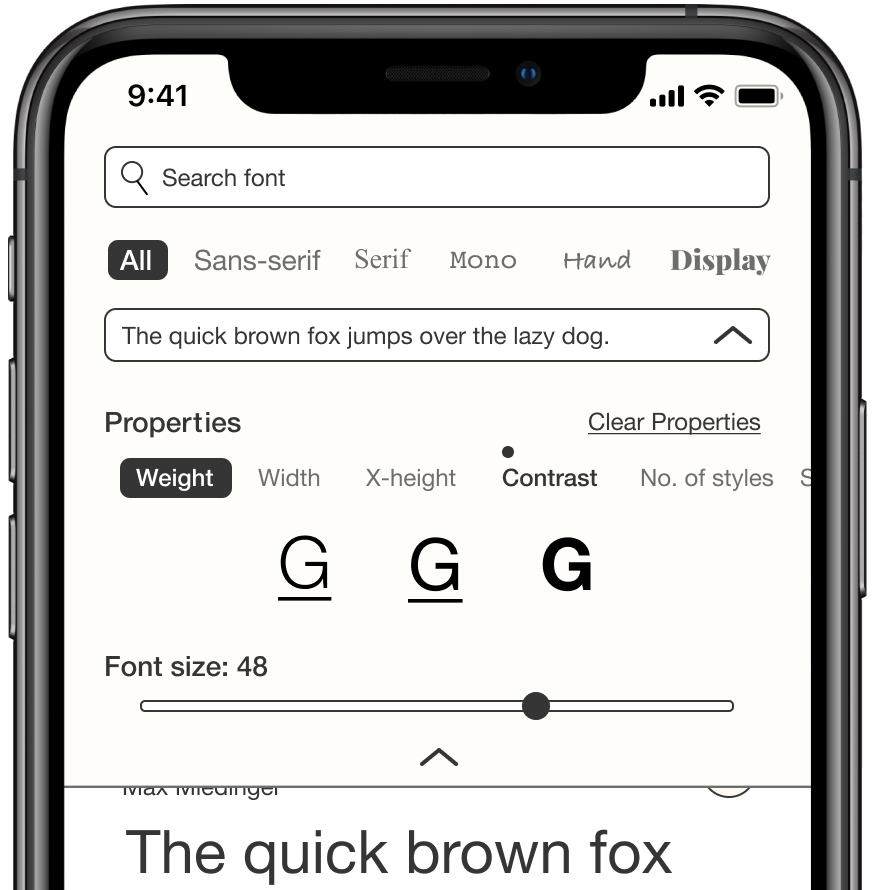 9:41
Search font
All Sans-serif Serif Mono Hand Display
The quick brown fox jumps over the lazy dog.
Properties Clear Properties
Weight Width X-height Contrast No. of styles S
G G G
Font size: 48
Max Miedinger
The quick brown fox